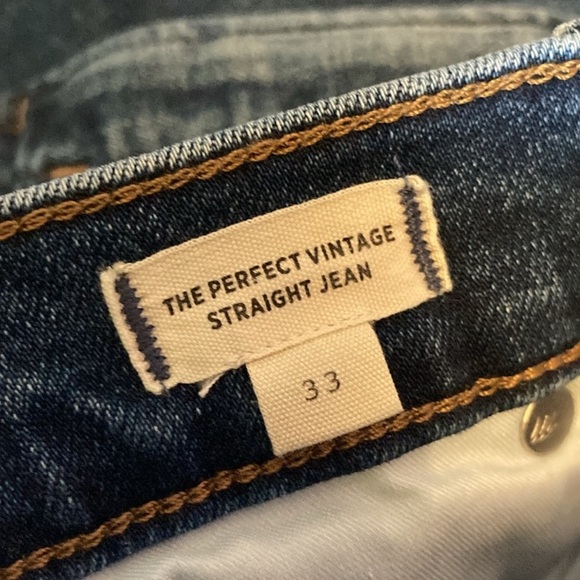 THE PERFECT VINTAGE
STRAIGHT JEAN
33